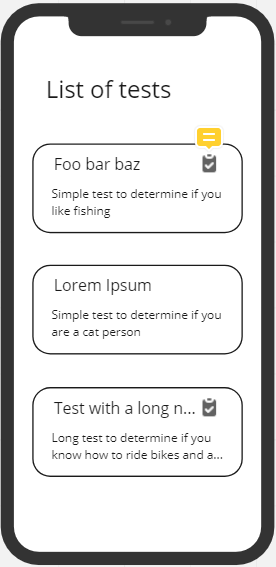 List of tests
Foo bar baz
Simple test to determine if you
like fishing
Lorem Ipsum
Simple test to determine if you
are a cat person
Test with a long n...
Long test to determine if you
know how to ride bikes and a...